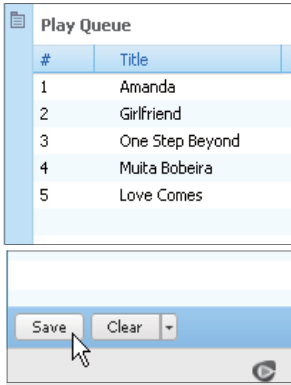 Play Queue
# Title
1 Amanda
2 Girlfriend
3 One Step Beyond
4 Muita Bobeira
5 Love Comes
Save Clear